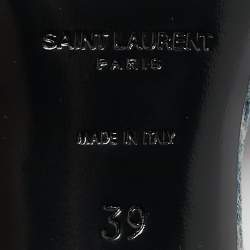 SAINT LAURENT
PARIS
MADE IN ITALY
39